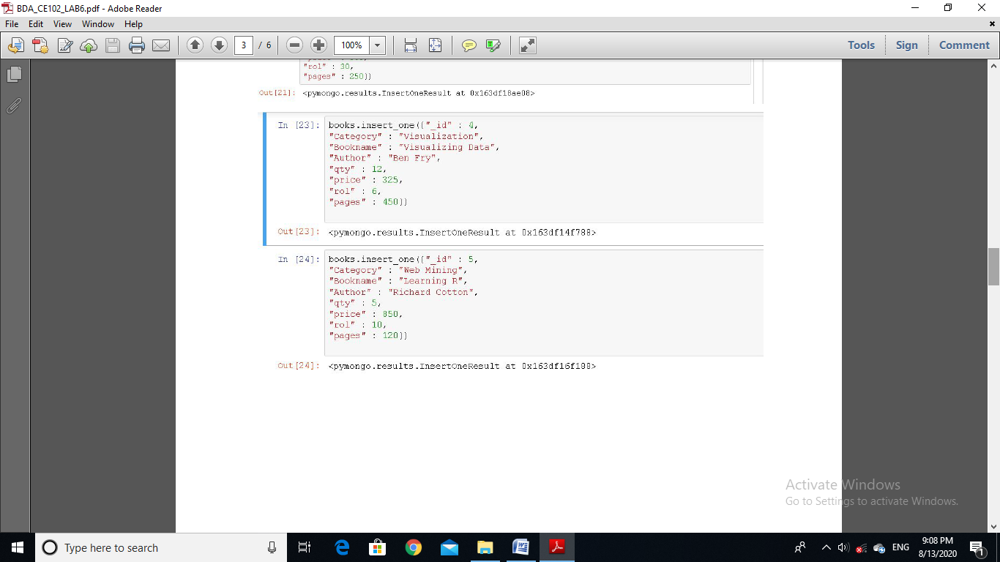 BDA_CE102_LAB6.pdf - Adobe Reader
File Edit View Window Help
3 / 6 100% Tools Sign Comment
"rol" : 30,
"pages" : 250})
Out[21]: <pymongo.results.InsertOneResult at 0x163df18ae08>
In [23]: books.insert_one({"_id" : 4,
"Category" : "Visualization",
"Bookname" : "Visualizing Data",
"Author" : "Ben Fry",
"qty" : 12,
"price" : 325,
"rol" : 6,
"pages" : 450})
Out[23]: <pymongo.results.InsertOneResult at 0x163df14f788>
In [24]: books.insert_one({"_id" : 5,
"Category" : "Web Mining",
"Bookname" : "Learning R",
"Author" : "Richard Cotton",
"qty" : 5,
"price" : 850,
"rol" : 10,
"pages" : 120})
Out[24]: <pymongo.results.InsertOneResult at 0x163df16f188>
Activate Windows
Go to Settings to activate Windows.
Type here to search
ENG
9:08 PM
8/13/2020
1